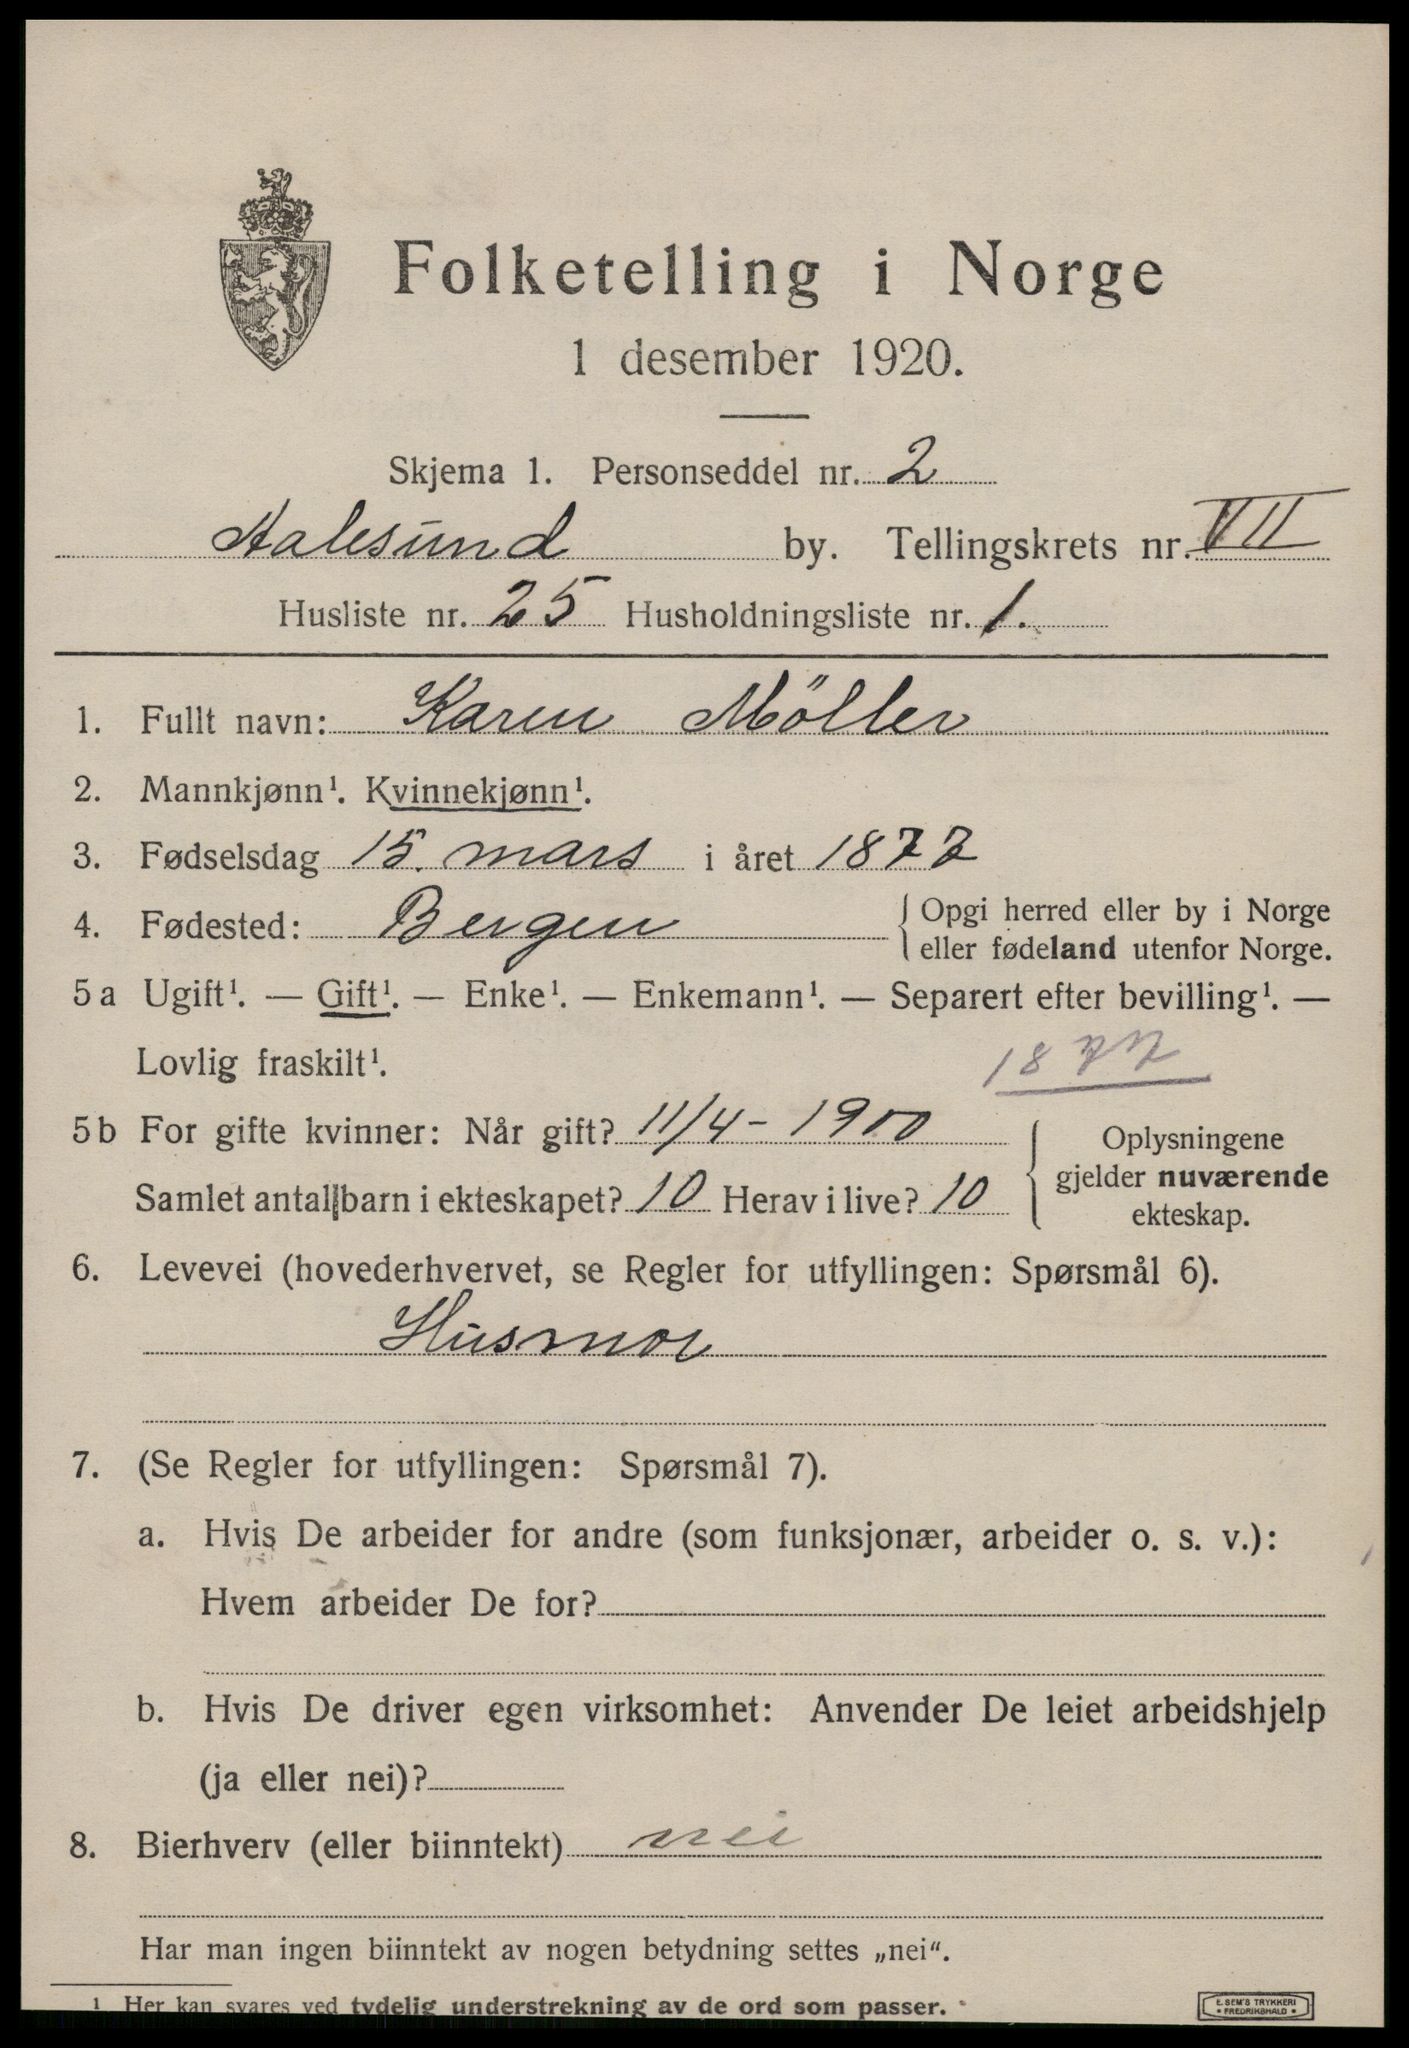 Folketelling i Norge
1 desember 1920.
Skjema 1. Personseddel nr. 2
Aalesund by. Tellingskrets nr. VII
Husliste nr. 25 Husholdningsliste nr. 1.
1. Fullt navn: Karen Möller
2. Mannkjønn¹. Kvinnekjønn¹.
3. Fødselsdag 15. mars i året 1877
4. Fødested: Bergen { Opgi herred eller by i Norge
eller fødeland utenfor Norge.
5 a Ugift¹. — Gift¹. — Enke¹. — Enkemann¹. — Separert efter bevilling¹. —
Lovlig fraskilt¹. 1877
5 b For gifte kvinner: Når gift? 11/4 - 1900
Samlet antall barn i ekteskapet? 10 Herav i live? 10
{ Oplysningene
gjelder nuværende
ekteskap.
6. Levevei (hovederhvervet, se Regler for utfyllingen: Spørsmål 6).
Husmor
7. (Se Regler for utfyllingen: Spørsmål 7).
a. Hvis De arbeider for andre (som funksjonær, arbeider o. s. v.):
Hvem arbeider De for?
b. Hvis De driver egen virksomhet: Anvender De leiet arbeidshjelp
(ja eller nei)?
8. Bierhverv (eller biinntekt) nei
Har man ingen biinntekt av nogen betydning settes „nei“.
¹ Her kan svares ved tydelig understrekning av de ord som passer.
E. SEM'S TRYKKERI
• FREDRIKSHALD •